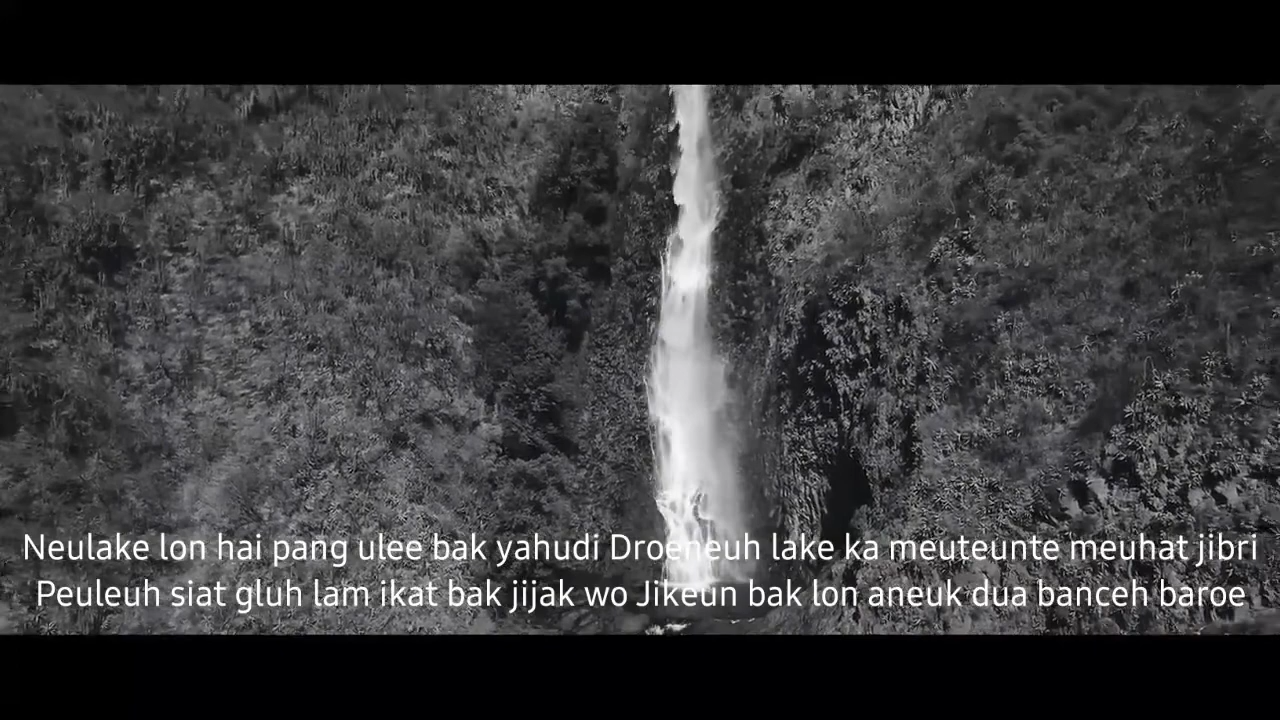 Neulake lon hai pang ulee bak yahudi Droeneuh lake ka meuteunte meuhat jibri
Peuleuh siat gluh lam ikat bak jijak wo Jikeun bak lon aneuk dua banceh baroe